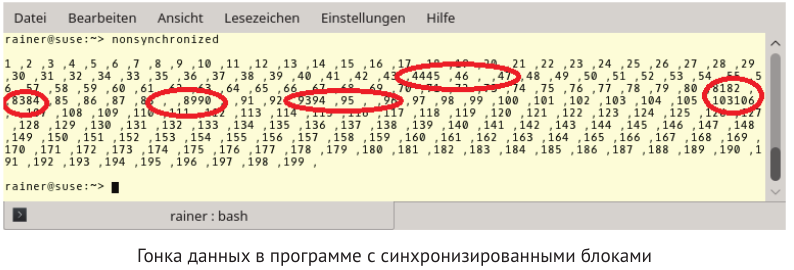 Datei Bearbeiten Ansicht Lesezeichen Einstellungen Hilfe
rainer@suse:~> nonsynchronized
1 ,2 ,3 ,4 ,5 ,6 ,7 ,8 ,9 ,10 ,11 ,12 ,13 ,14 ,15 ,16 ,17 ,18 ,19 ,20 ,21 ,22 ,23 ,24 ,25 ,26 ,27 ,28 ,29
,30 ,31 ,32 ,33 ,34 ,35 ,36 ,37 ,38 ,39 ,40 ,41 ,42 ,43 ,4445 ,46 , ,47 ,48 ,49 ,50 ,51 ,52 ,53 ,54 ,55 ,5
6 ,57 ,58 ,59 ,60 ,61 ,62 ,63 ,64 ,65 ,66 ,67 ,68 ,69 ,70 ,71 ,72 ,73 ,74 ,75 ,76 ,77 ,78 ,79 ,80 ,8182 ,
8384 ,85 ,86 ,87 ,88 , 8990 , ,91 ,92 , 9394 ,95 , ,96 ,97 ,98 ,99 ,100 ,101 ,102 ,103 ,104 ,105 ,103106
,107 ,108 ,109 ,110 ,111 ,112 ,113 ,114 ,115 ,116 ,117 ,118 ,119 ,120 ,121 ,122 ,123 ,124 ,125 ,126 ,127
,128 ,129 ,130 ,131 ,132 ,133 ,134 ,135 ,136 ,137 ,138 ,139 ,140 ,141 ,142 ,143 ,144 ,145 ,146 ,147 ,148
,149 ,150 ,151 ,152 ,153 ,154 ,155 ,156 ,157 ,158 ,159 ,160 ,161 ,162 ,163 ,164 ,165 ,166 ,167 ,168 ,169 ,
170 ,171 ,172 ,173 ,174 ,175 ,176 ,177 ,178 ,179 ,180 ,181 ,182 ,183 ,184 ,185 ,186 ,187 ,188 ,189 ,190 ,1
91 ,192 ,193 ,194 ,195 ,196 ,197 ,198 ,199 ,
rainer@suse:~>
rainer : bash
Гонка данных в программе с синхронизированными блоками